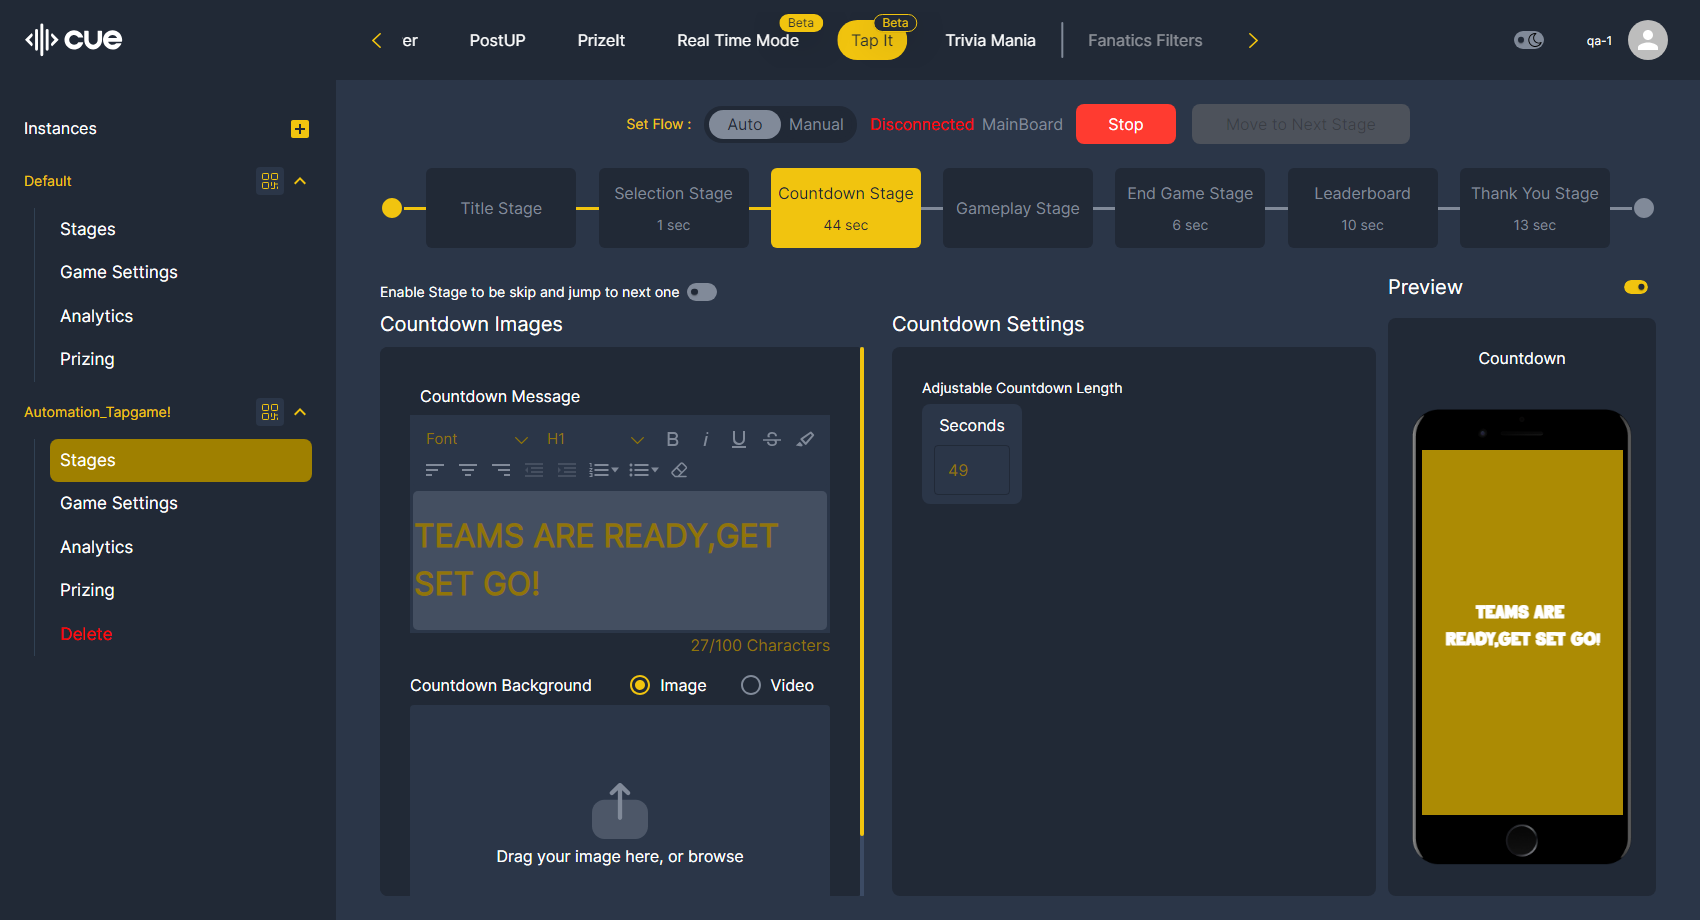 cue
er
PostUP
PrizeIt
Real Time Mode
Beta
Tap It
Beta
Trivia Mania
Fanatics Filters
qa-1
Instances
Default
Stages
Game Settings
Analytics
Prizing
Automation_Tapgame!
Stages
Game Settings
Analytics
Prizing
Delete
Set Flow :
Auto
Manual
Disconnected MainBoard
Stop
Move to Next Stage
Title Stage
Selection Stage
1 sec
Countdown Stage
44 sec
Gameplay Stage
End Game Stage
6 sec
Leaderboard
10 sec
Thank You Stage
13 sec
Enable Stage to be skip and jump to next one
Countdown Images
Countdown Message
Font
H1
B i U S
TEAMS ARE READY,GET
SET GO!
27/100 Characters
Countdown Background
Image
Video
Drag your image here, or browse
Countdown Settings
Adjustable Countdown Length
Seconds
49
Preview
Countdown
TEAMS ARE
READY,GET SET GO!